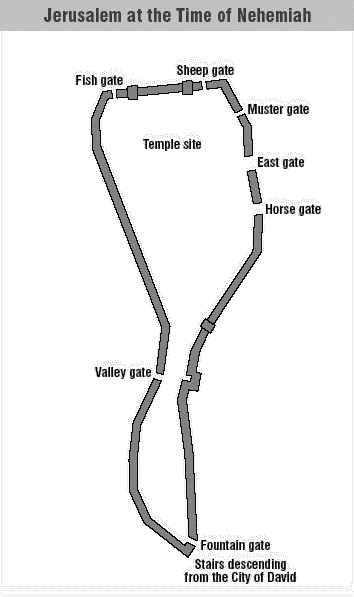 Jerusalem at the Time of Nehemiah
Sheep gate
Fish gate
Muster gate
Temple site
East gate
Horse gate
Valley gate
Fountain gate
Stairs descending
from the City of David